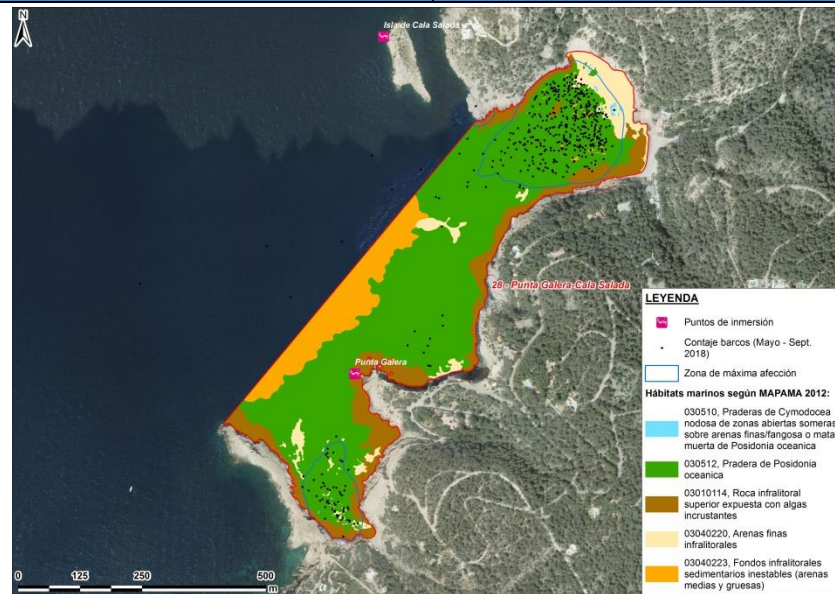 N
Isla de Cala Salada
28 - Punta Galera-Cala Salada
Punta Galera
LEYENDA
Puntos de inmersión
Contaje barcos (Mayo - Sept.
2018)
Zona de máxima afección
Hábitats marinos según MAPAMA 2012:
030510, Praderas de Cymodocea
nodosa de zonas abiertas someras
sobre arenas finas/fangosa o mata
muerta de Posidonia oceanica
030512, Pradera de Posidonia
oceanica
03010114, Roca infralitoral
superior expuesta con algas
incrustantes
03040220, Arenas finas
infralitorales
03040223, Fondos infralitorales
sedimentarios inestables (arenas
medias y gruesas)
0 125 250 500
m